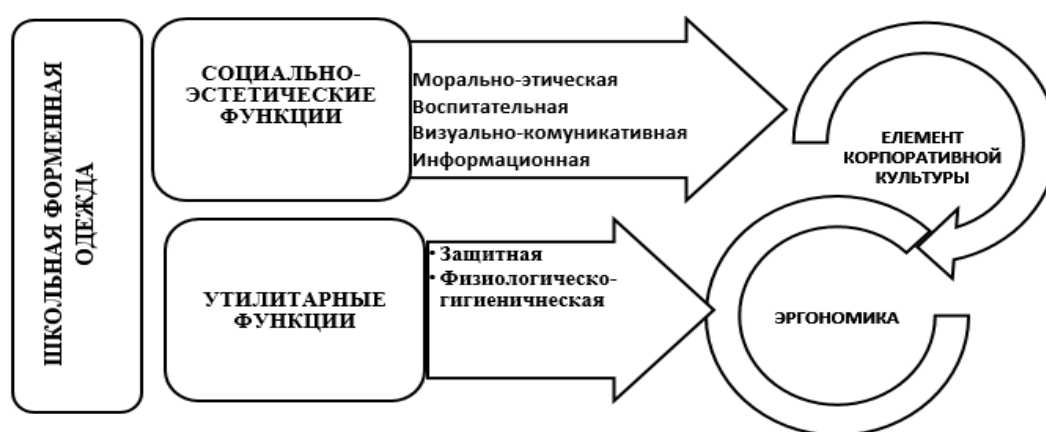 ШКОЛЬНАЯ ФОРМЕННАЯ
ОДЕЖДА
СОЦИАЛЬНО-
ЭСТЕТИЧЕСКИЕ
ФУНКЦИИ
Морально-этическая
Воспитательная
Визуально-комуникативная
Информационная
ЕЛЕМЕНТ
КОРПОРАТИВНОЙ
КУЛЬТУРЫ
УТИЛИТАРНЫЕ
ФУНКЦИИ
• Защитная
• Физиологическо-
гигиеничнеская
ЭРГОНОМИКА